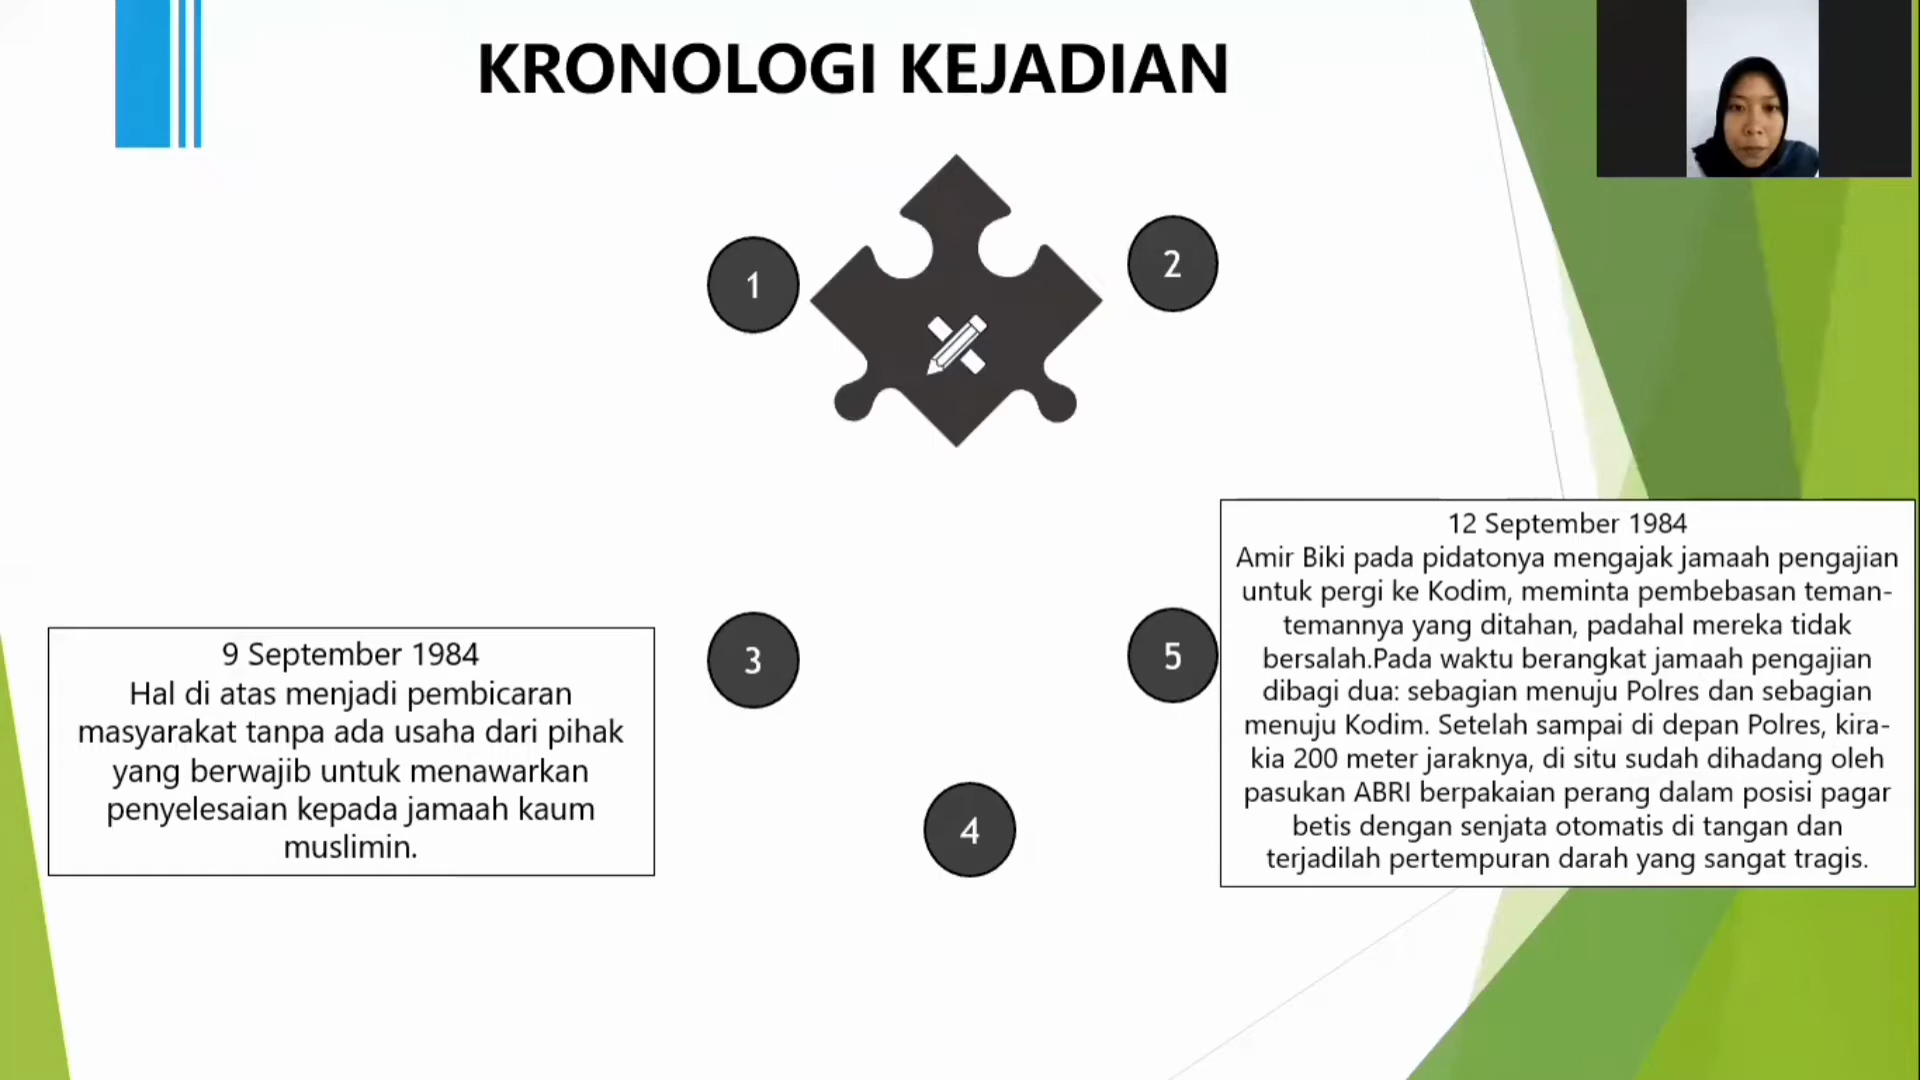 KRONOLOGI KEJADIAN
1
2
9 September 1984
Hal di atas menjadi pembicaran
masyarakat tanpa ada usaha dari pihak
yang berwajib untuk menawarkan
penyelesaian kepada jamaah kaum
muslimin.
3
5
12 September 1984
Amir Biki pada pidatonya mengajak jamaah pengajian
untuk pergi ke Kodim, meminta pembebasan teman-
temannya yang ditahan, padahal mereka tidak
bersalah.Pada waktu berangkat jamaah pengajian
dibagi dua: sebagian menuju Polres dan sebagian
menuju Kodim. Setelah sampai di depan Polres, kira-
kia 200 meter jaraknya, di situ sudah dihadang oleh
pasukan ABRI berpakaian perang dalam posisi pagar
betis dengan senjata otomatis di tangan dan
terjadilah pertempuran darah yang sangat tragis.
4